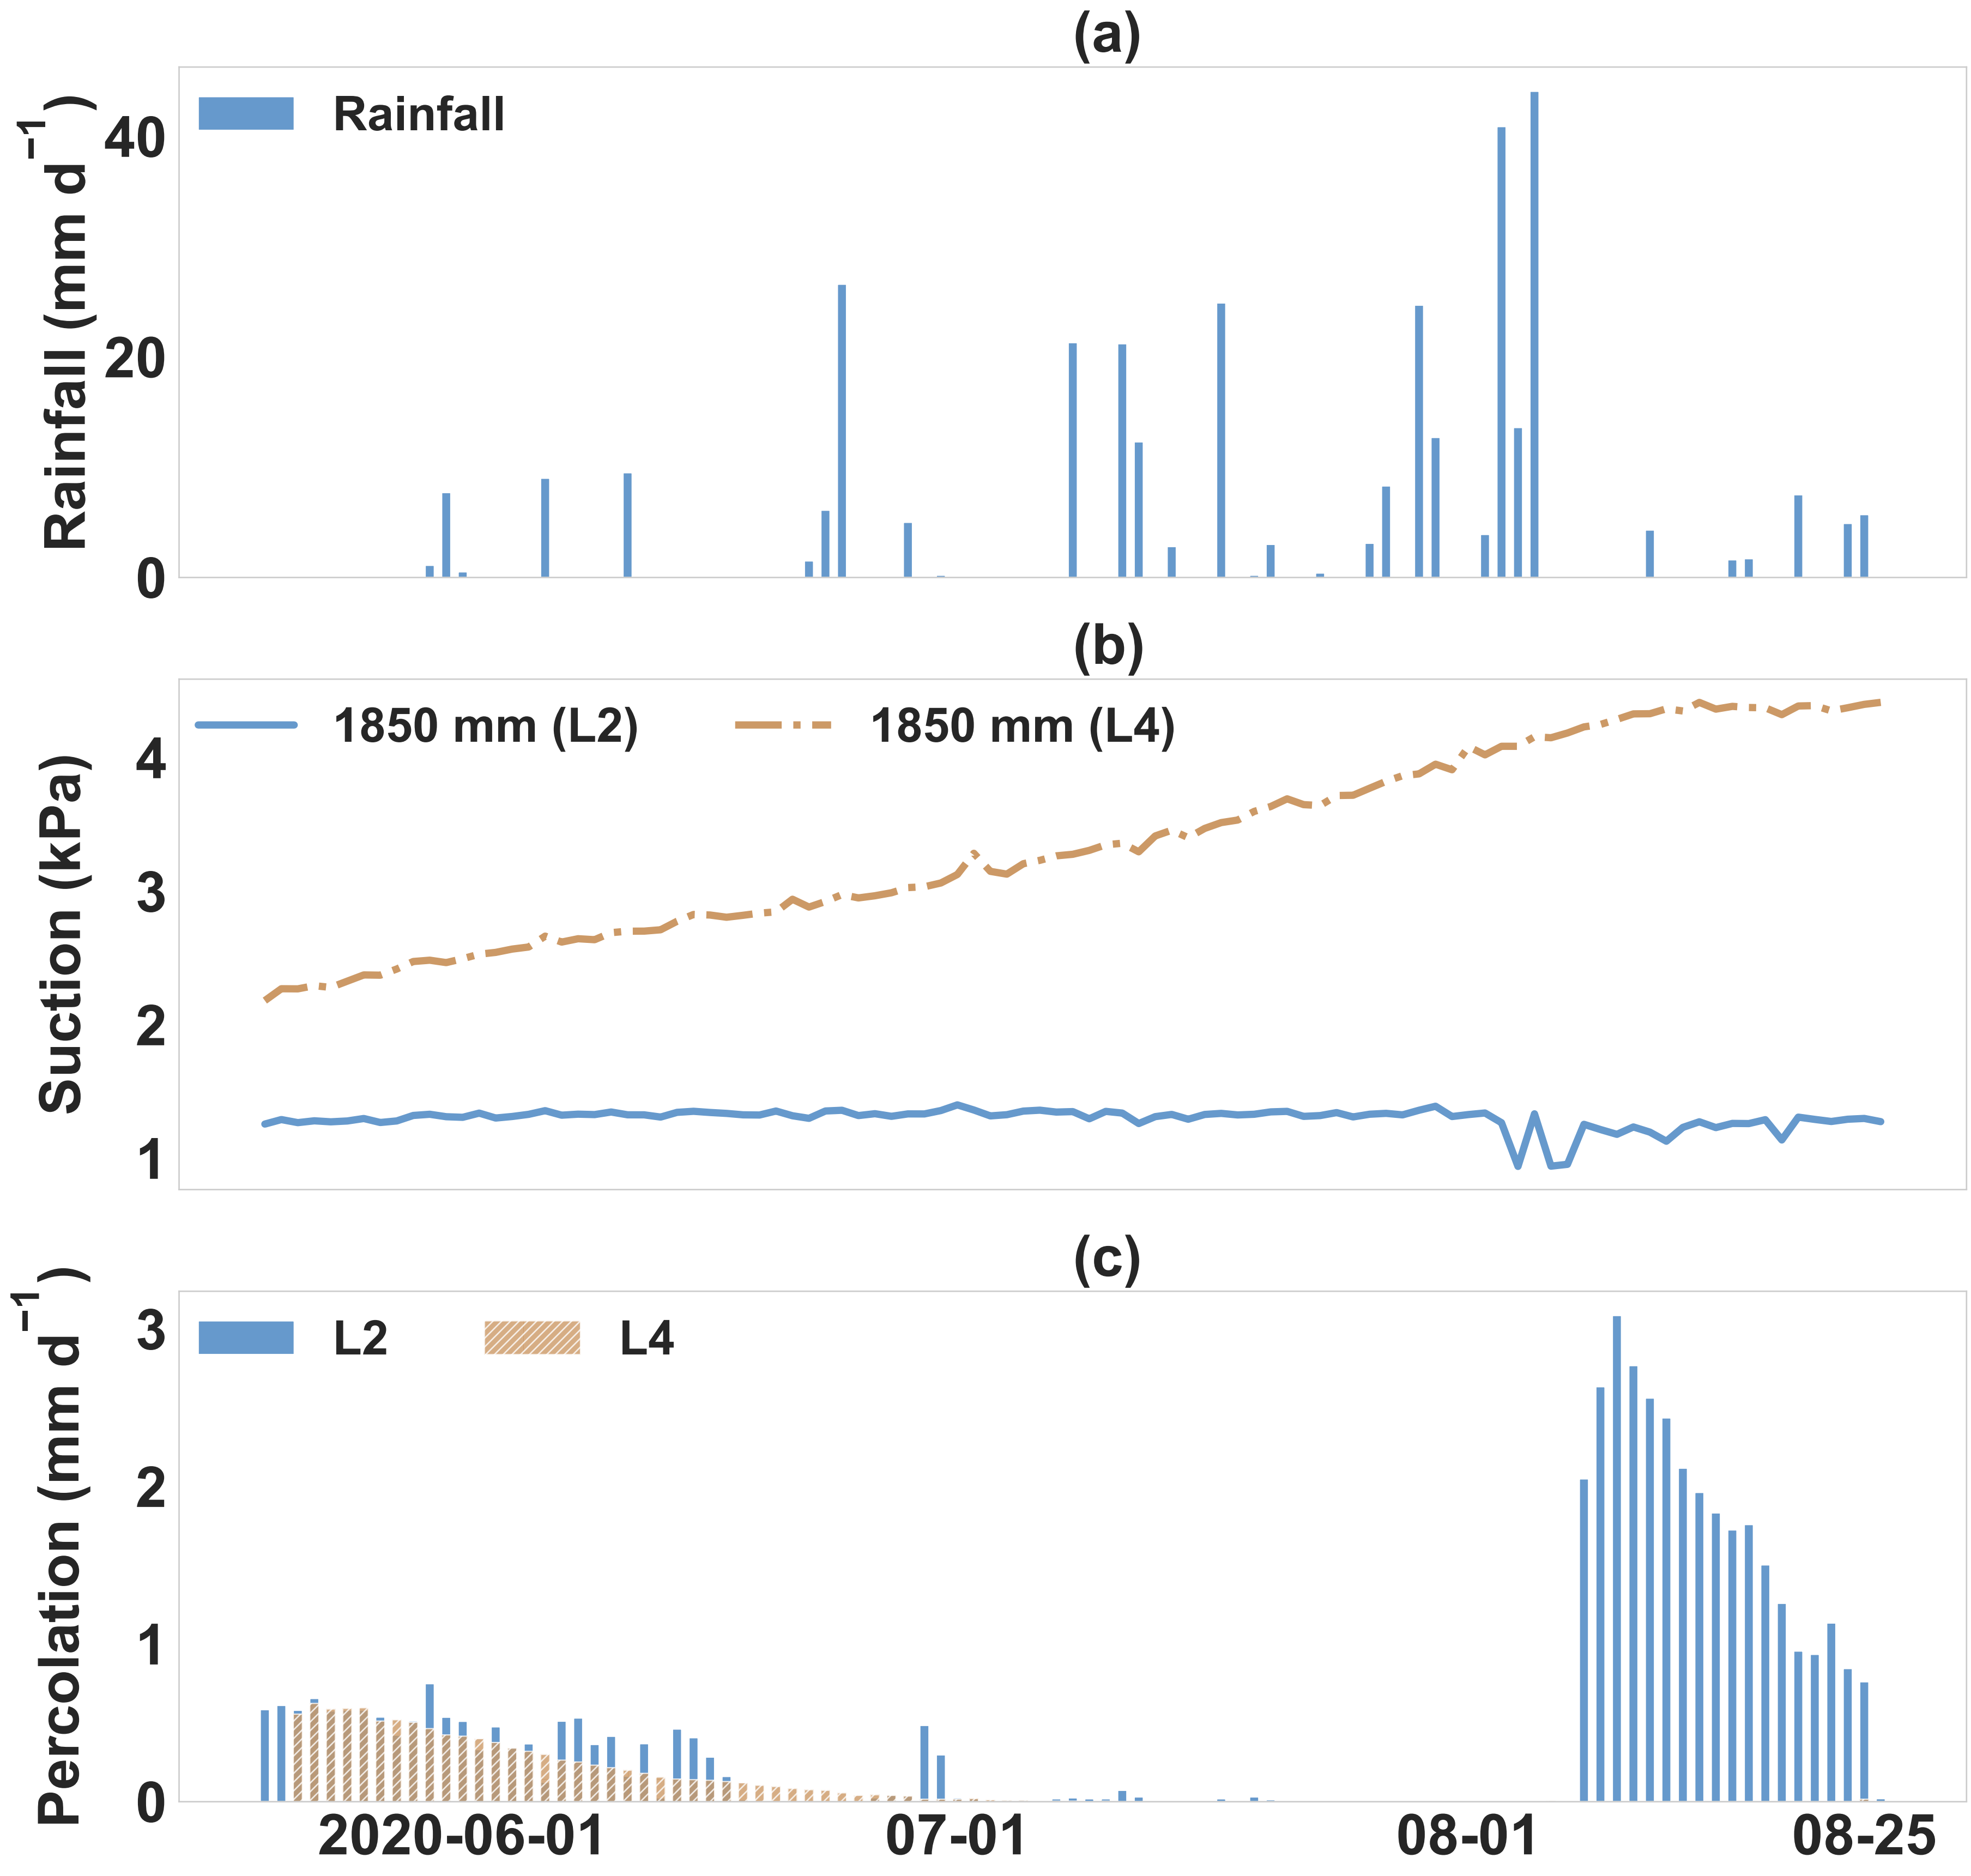 (a)
Rainfall
Rainfall (mm d−1)
40
20
0
(b)
1850 mm (L2)
1850 mm (L4)
Suction (kPa)
4
3
2
1
(c)
L2
L4
Percolation (mm d−1)
3
2
1
0
2020-06-01
07-01
08-01
08-25